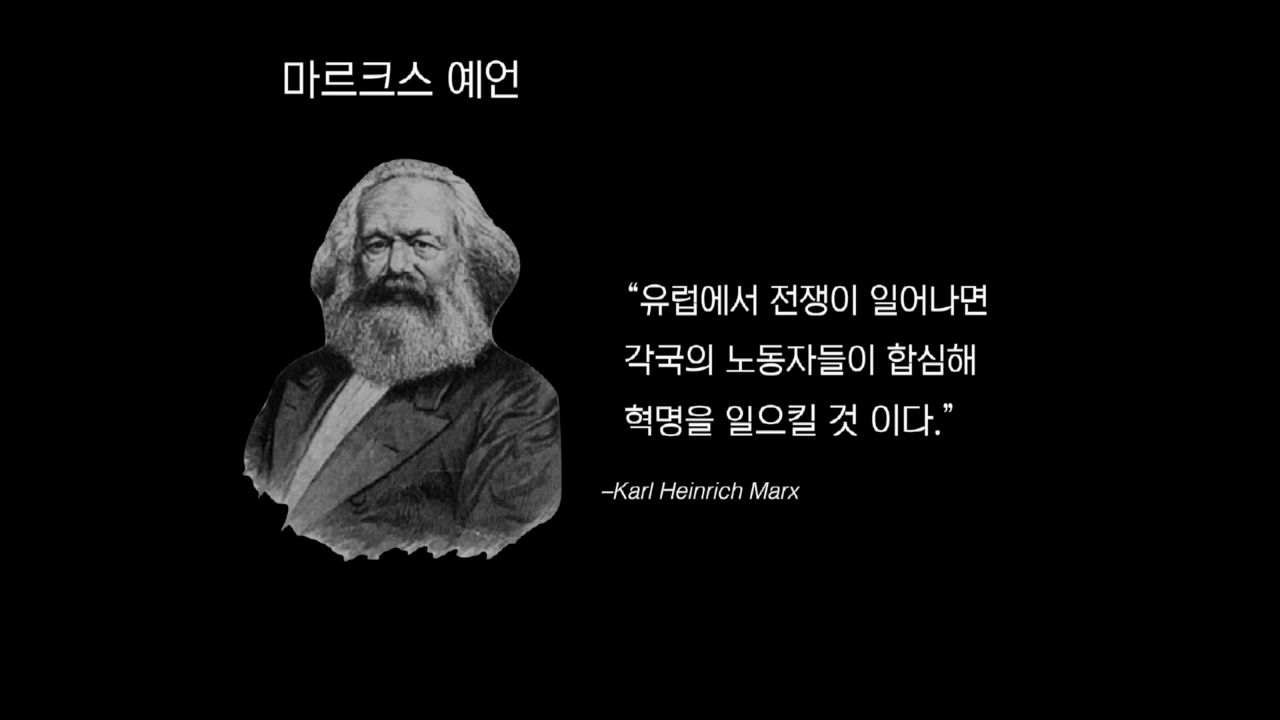 마르크스 예언
“유럽에서 전쟁이 일어나면
각국의 노동자들이 합심해
혁명을 일으킬 것 이다.”
–Karl Heinrich Marx